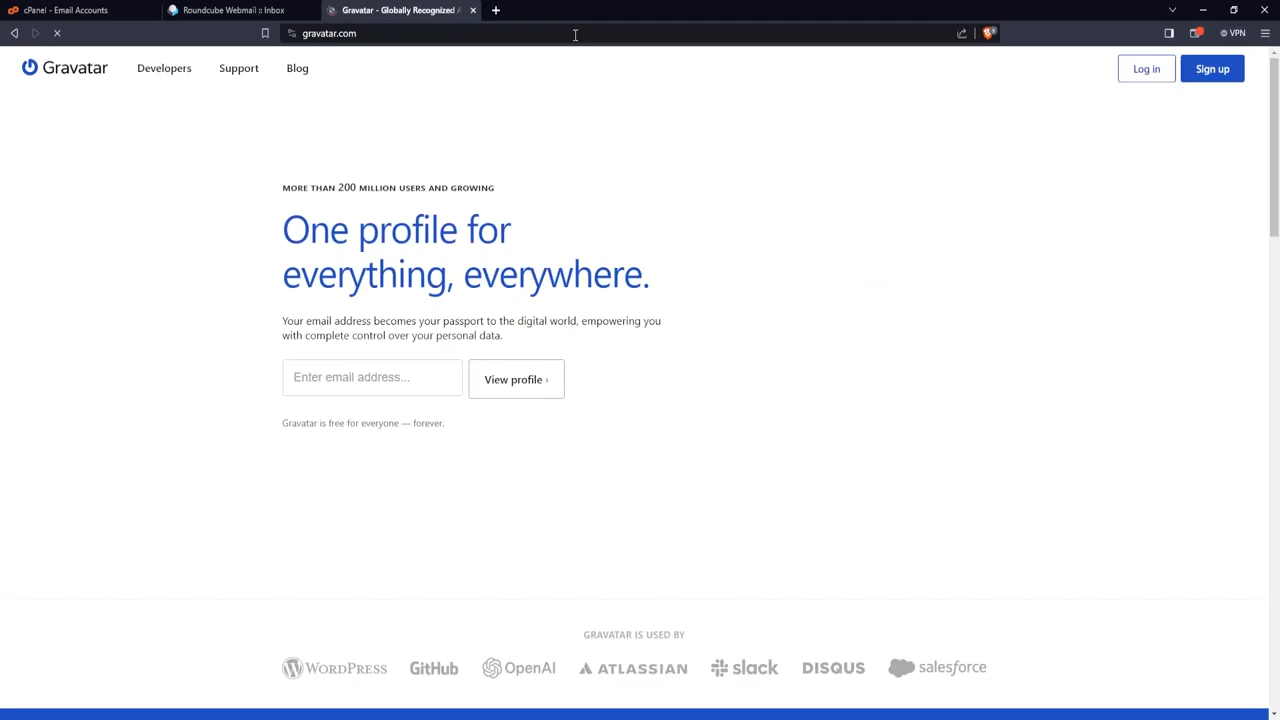 cPanel - Email Accounts
Roundcube Webmail :: Inbox
Gravatar - Globally Recognized A
gravatar.com
VPN
Gravatar
Developers
Support
Blog
Log in
Sign up
MORE THAN 200 MILLION USERS AND GROWING
One profile for
everything, everywhere.
Your email address becomes your passport to the digital world, empowering you
with complete control over your personal data.
Enter email address...
View profile ›
Gravatar is free for everyone — forever.
GRAVATAR IS USED BY
WORDPRESS
GitHub
OpenAI
ATLASSIAN
slack
DISQUS
salesforce